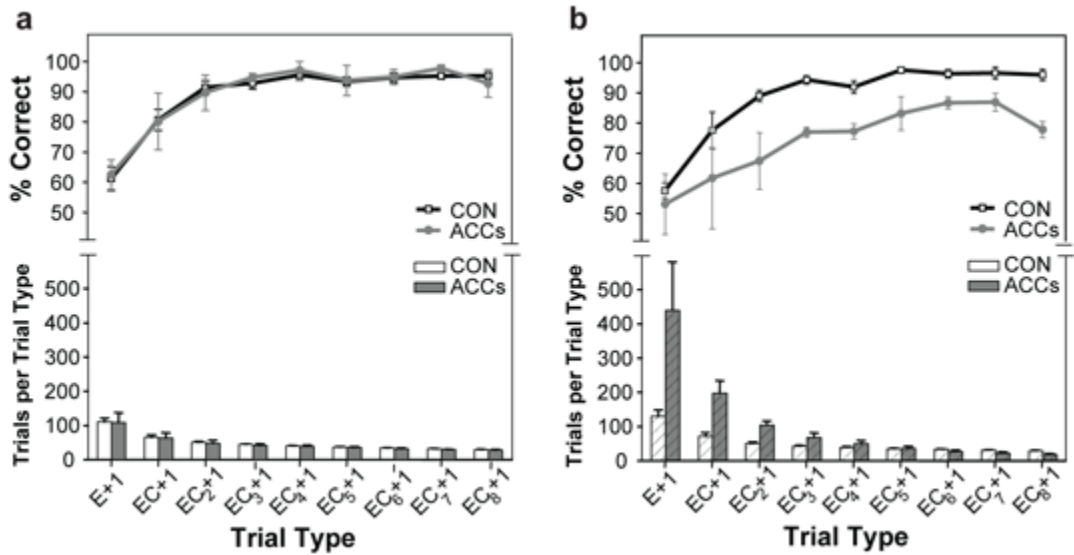 a
% Correct
100
90
80
70
60
50
CON
ACCs
CON
ACCs
Trials per Trial Type
500
400
300
200
100
0
E+1 EC+1 EC2+1 EC3+1 EC4+1 EC5+1 EC6+1 EC7+1 EC8+1
Trial Type
b
% Correct
100
90
80
70
60
50
CON
ACCs
CON
ACCs
Trials per Trial Type
500
400
300
200
100
0
E+1 EC+1 EC2+1 EC3+1 EC4+1 EC5+1 EC6+1 EC7+1 EC8+1
Trial Type